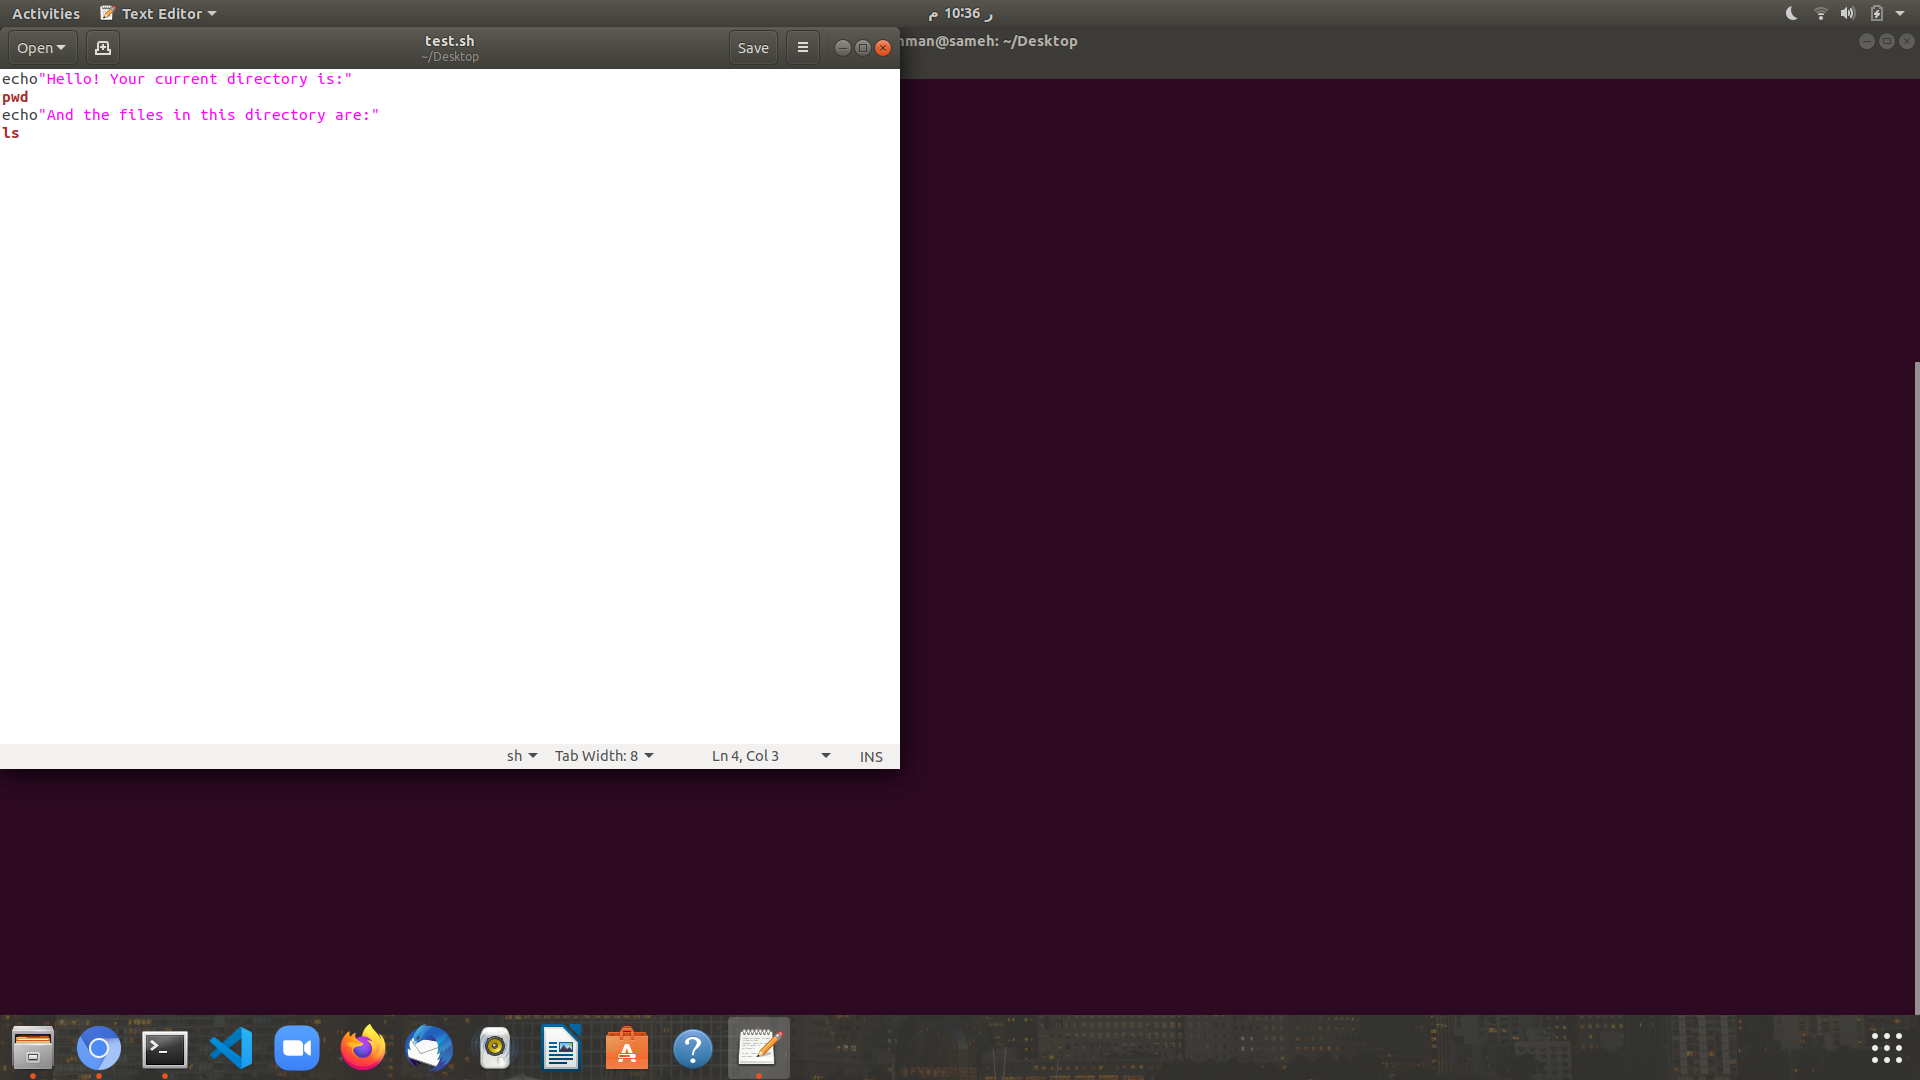 Activities Text Editor ر 10:36 م
Open test.sh Save
~/Desktop
hman@sameh: ~/Desktop
echo"Hello! Your current directory is:"
pwd
echo"And the files in this directory are:"
ls
sh Tab Width: 8 Ln 4, Col 3 INS